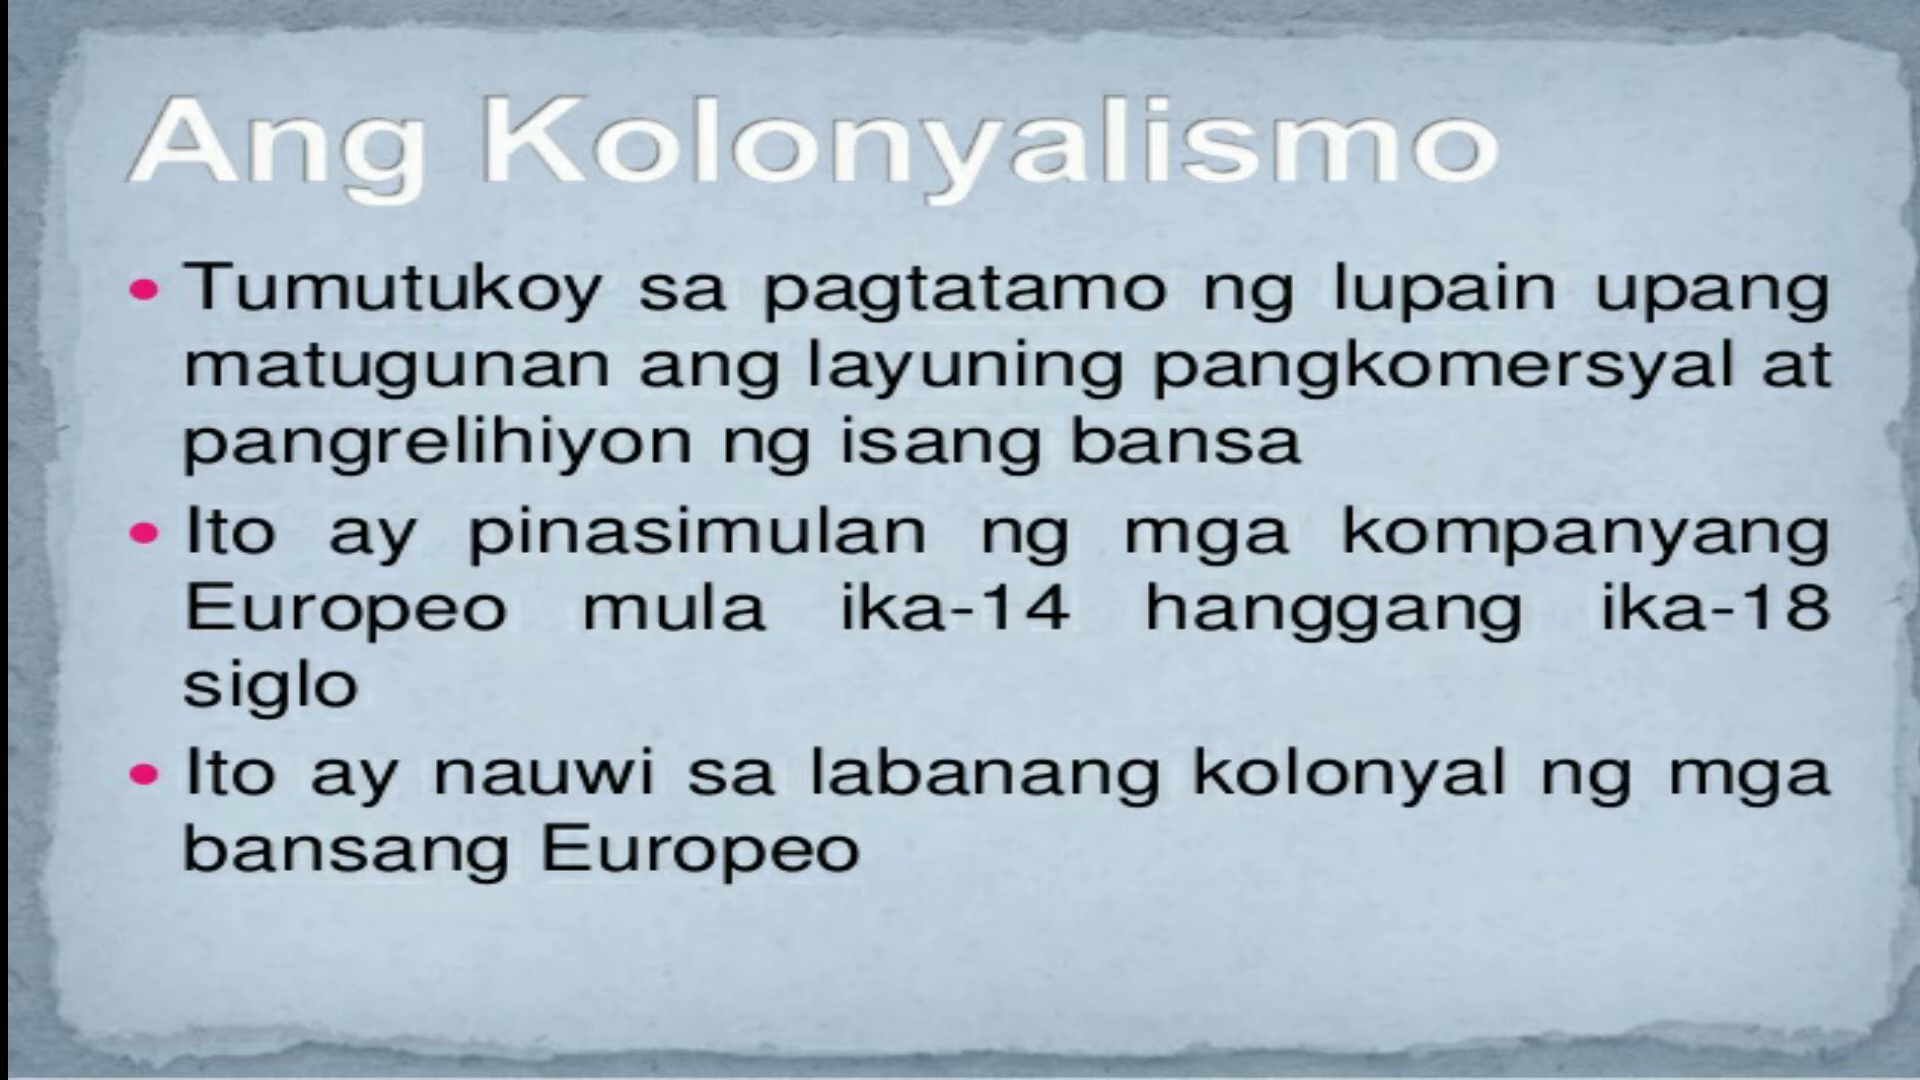 Ang Kolonyalismo
• Tumutukoy sa pagtatamo ng lupain upang
matugunan ang layuning pangkomersyal at
pangrelihiyon ng isang bansa
• Ito ay pinasimulan ng mga kompanyang
Europeo mula ika-14 hanggang ika-18
siglo
• Ito ay nauwi sa labanang kolonyal ng mga
bansang Europeo